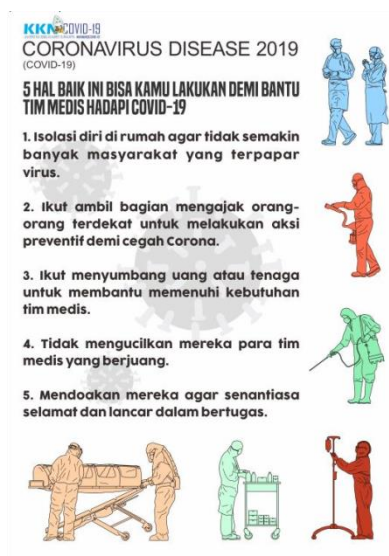 KKN COVID-19
CORONAVIRUS DISEASE 2019
(COVID-19)
5 HAL BAIK INI BISA KAMU LAKUKAN DEMI BANTU
TIM MEDIS HADAPI COVID-19
1. Isolasi diri di rumah agar tidak semakin
banyak masyarakat yang terpapar
virus.
2. Ikut ambil bagian mengajak orang-
orang terdekat untuk melakukan aksi
preventif demi cegah Corona.
3. Ikut menyumbang uang atau tenaga
untuk membantu memenuhi kebutuhan
tim medis.
4. Tidak mengucilkan mereka para tim
medis yang berjuang.
5. Mendoakan mereka agar senantiasa
selamat dan lancar dalam bertugas.